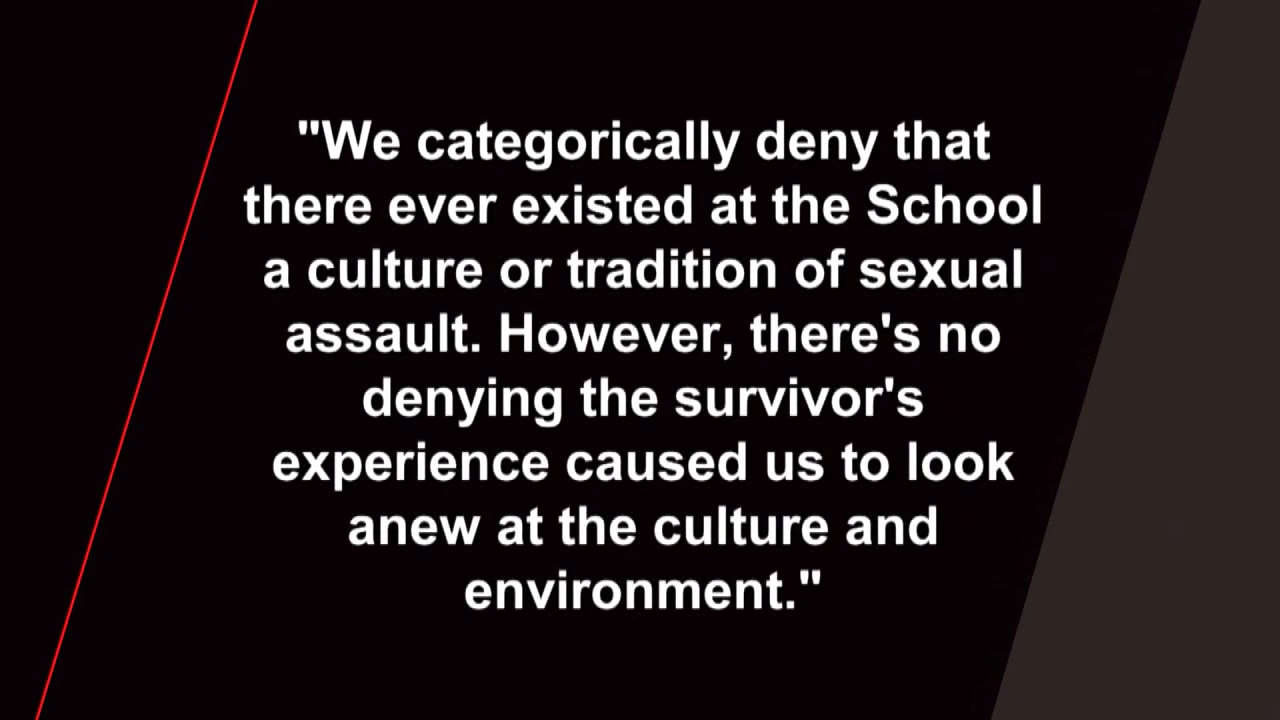 "We categorically deny that
there ever existed at the School
a culture or tradition of sexual
assault. However, there's no
denying the survivor's
experience caused us to look
anew at the culture and
environment."